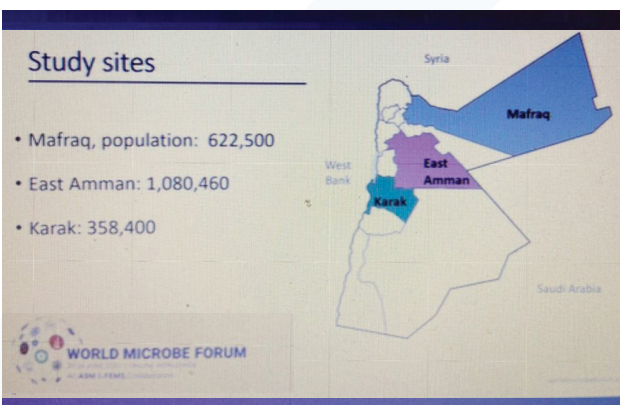 Study sites
• Mafraq, population: 622,500
• East Amman: 1,080,460
• Karak: 358,400
Syria
Mafraq
West
Bank
East
Amman
Karak
Saudi Arabia
WORLD MICROBE FORUM